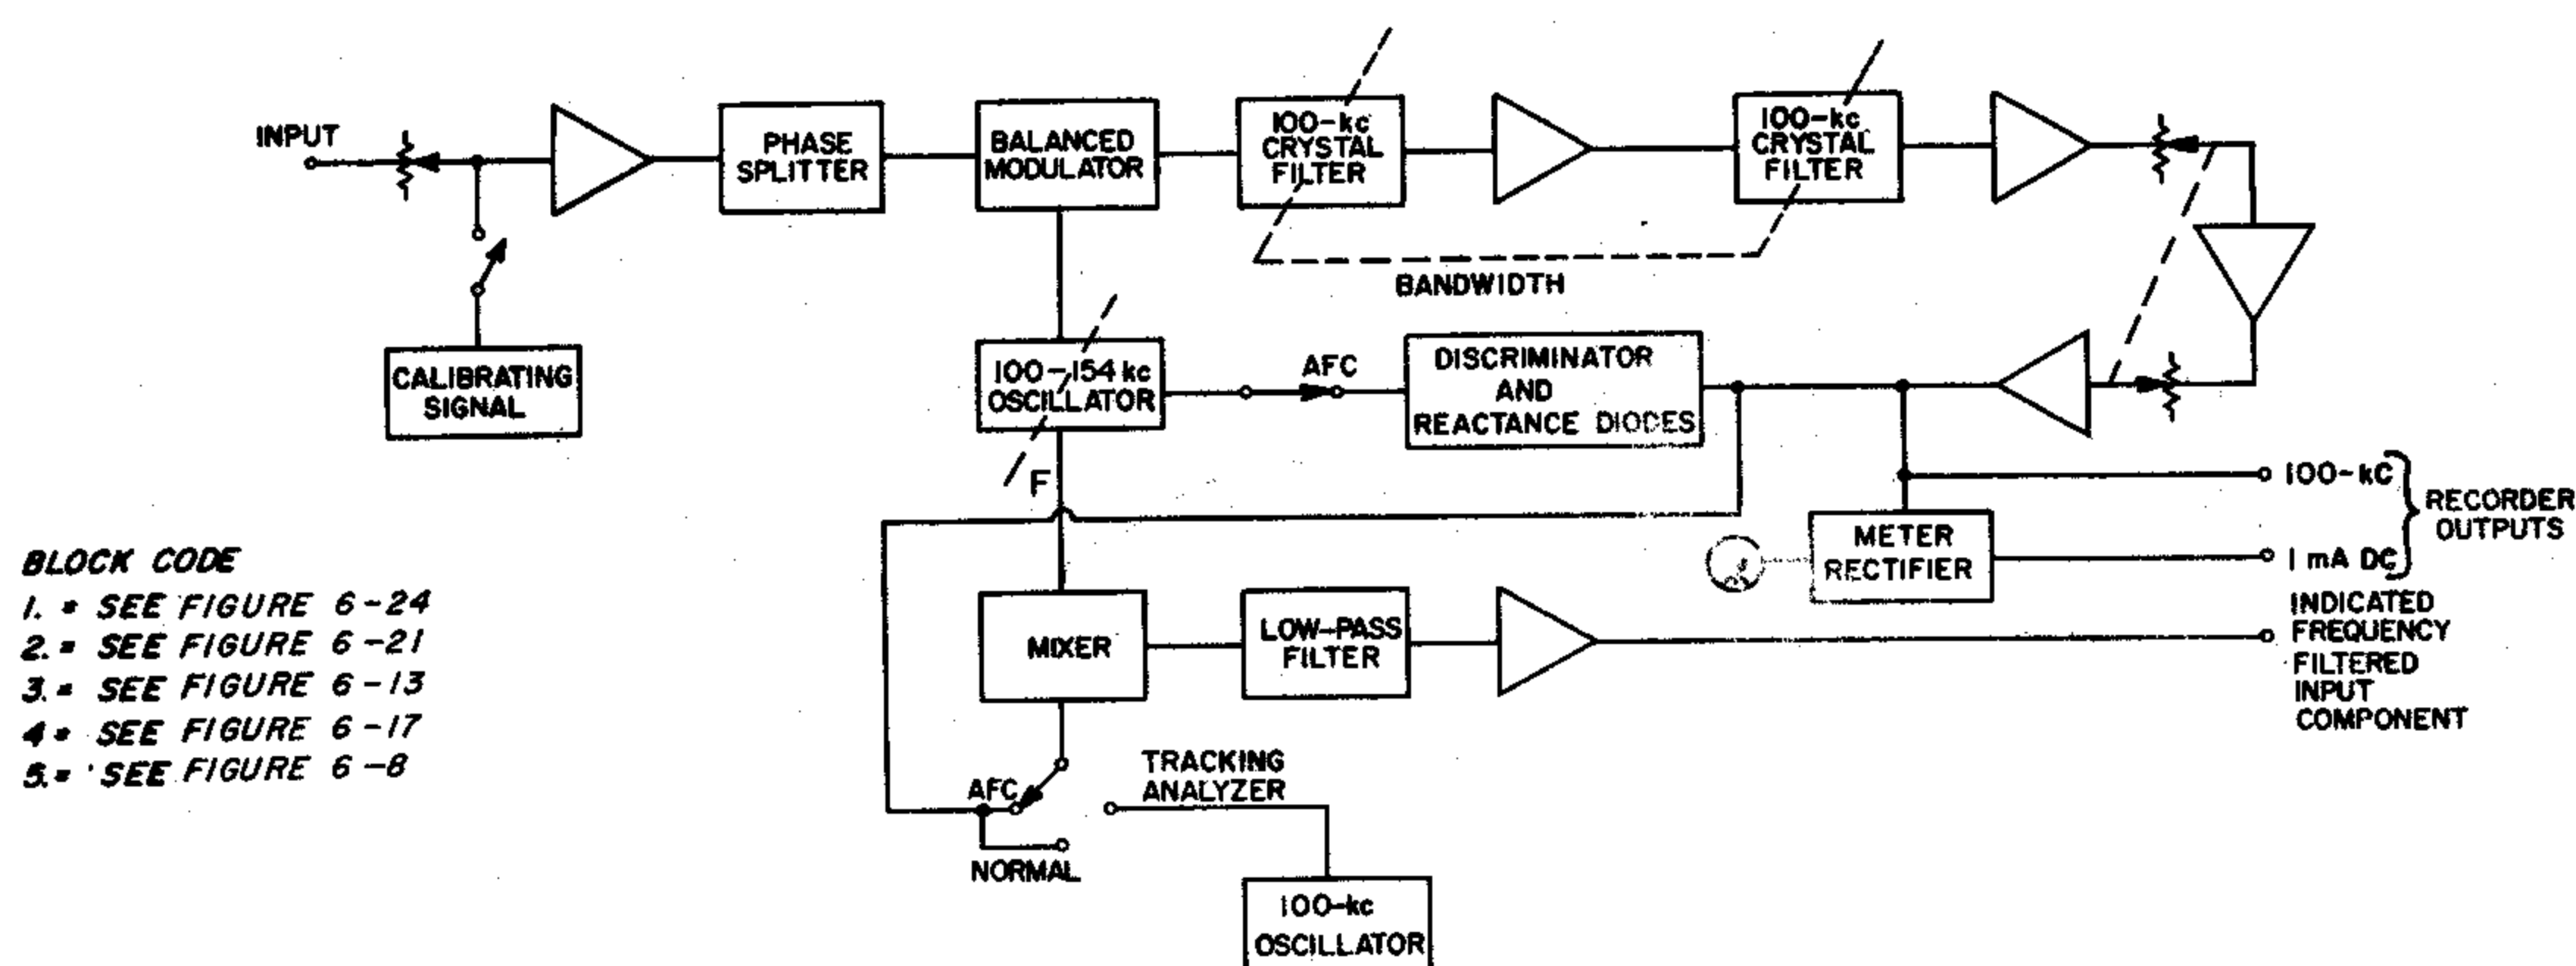 INPUT
CALIBRATING
SIGNAL
PHASE
SPLITTER
BALANCED
MODULATOR
100-kc
CRYSTAL
FILTER
100-kc
CRYSTAL
FILTER
BANDWIDTH
100-154 kc
OSCILLATOR
F
AFC
DISCRIMINATOR
AND
REACTANCE DIODES
100-kC
1 mA DC
RECORDER
OUTPUTS
METER
RECTIFIER
MIXER
LOW-PASS
FILTER
INDICATED
FREQUENCY
FILTERED
INPUT
COMPONENT
AFC
NORMAL
TRACKING
ANALYZER
100-kc
OSCILLATOR
BLOCK CODE
1. = SEE FIGURE 6-24
2. = SEE FIGURE 6-21
3. = SEE FIGURE 6-13
4 = SEE FIGURE 6-17
5. = SEE FIGURE 6-8